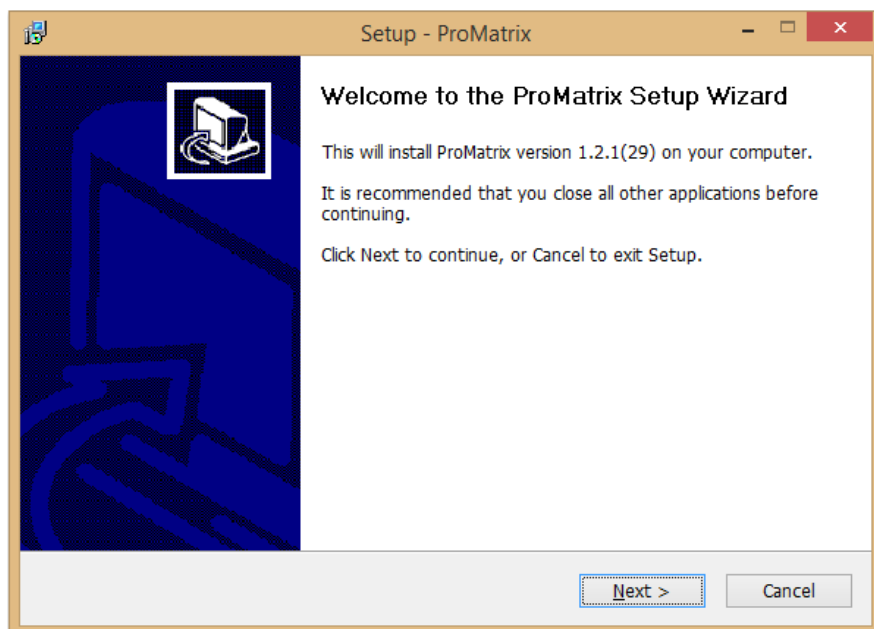 Setup - ProMatrix
Welcome to the ProMatrix Setup Wizard
This will install ProMatrix version 1.2.1(29) on your computer.
It is recommended that you close all other applications before
continuing.
Click Next to continue, or Cancel to exit Setup.
Next >
Cancel